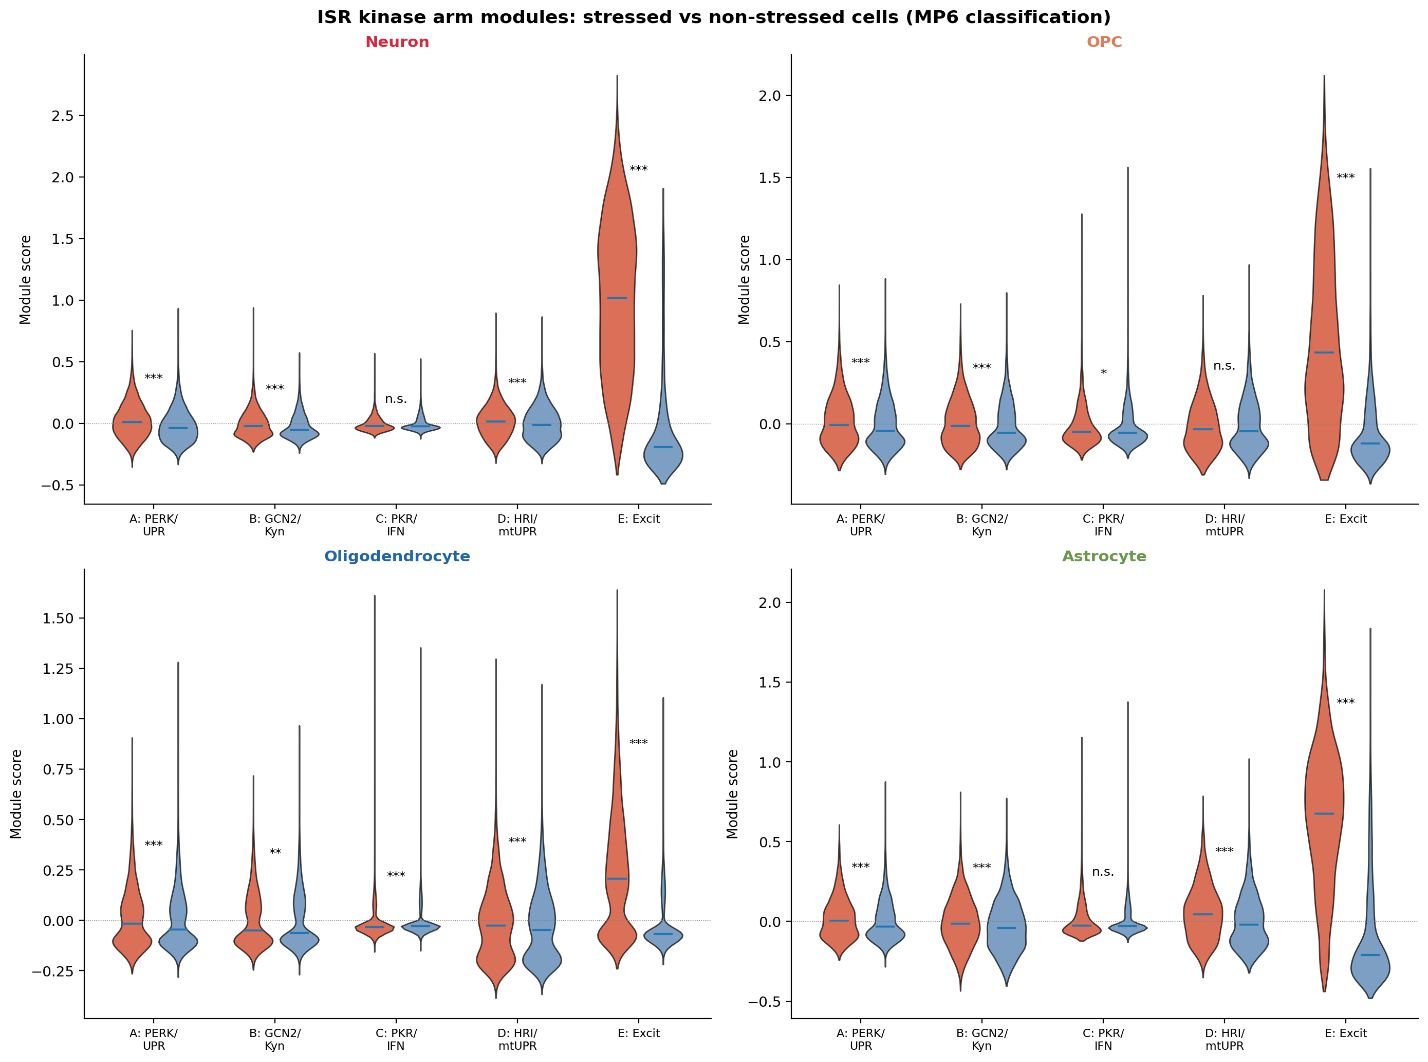 ISR kinase arm modules: stressed vs non-stressed cells (MP6 classification)
Neuron
Module score
2.5
2.0
1.5
1.0
0.5
0.0
−0.5
***
***
n.s.
***
***
A: PERK/
UPR
B: GCN2/
Kyn
C: PKR/
IFN
D: HRI/
mtUPR
E: Excit
OPC
Module score
2.0
1.5
1.0
0.5
0.0
***
***
*
n.s.
***
A: PERK/
UPR
B: GCN2/
Kyn
C: PKR/
IFN
D: HRI/
mtUPR
E: Excit
Oligodendrocyte
Module score
1.50
1.25
1.00
0.75
0.50
0.25
0.00
−0.25
***
**
***
***
***
A: PERK/
UPR
B: GCN2/
Kyn
C: PKR/
IFN
D: HRI/
mtUPR
E: Excit
Astrocyte
Module score
2.0
1.5
1.0
0.5
0.0
−0.5
***
***
n.s.
***
***
A: PERK/
UPR
B: GCN2/
Kyn
C: PKR/
IFN
D: HRI/
mtUPR
E: Excit